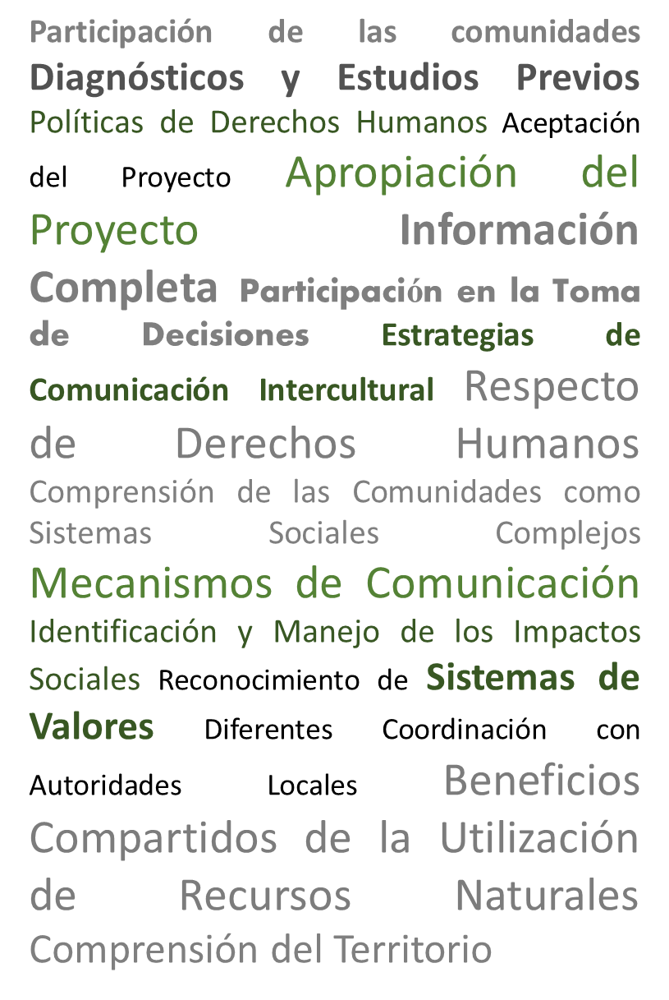 Participación de las comunidades
Diagnósticos y Estudios Previos
Políticas de Derechos Humanos Aceptación
del Proyecto Apropiación del
Proyecto Información
Completa Participación en la Toma
de Decisiones Estrategias de
Comunicación Intercultural Respecto
de Derechos Humanos
Comprensión de las Comunidades como
Sistemas Sociales Complejos
Mecanismos de Comunicación
Identificación y Manejo de los Impactos
Sociales Reconocimiento de Sistemas de
Valores Diferentes Coordinación con
Autoridades Locales Beneficios
Compartidos de la Utilización
de Recursos Naturales
Comprensión del Territorio